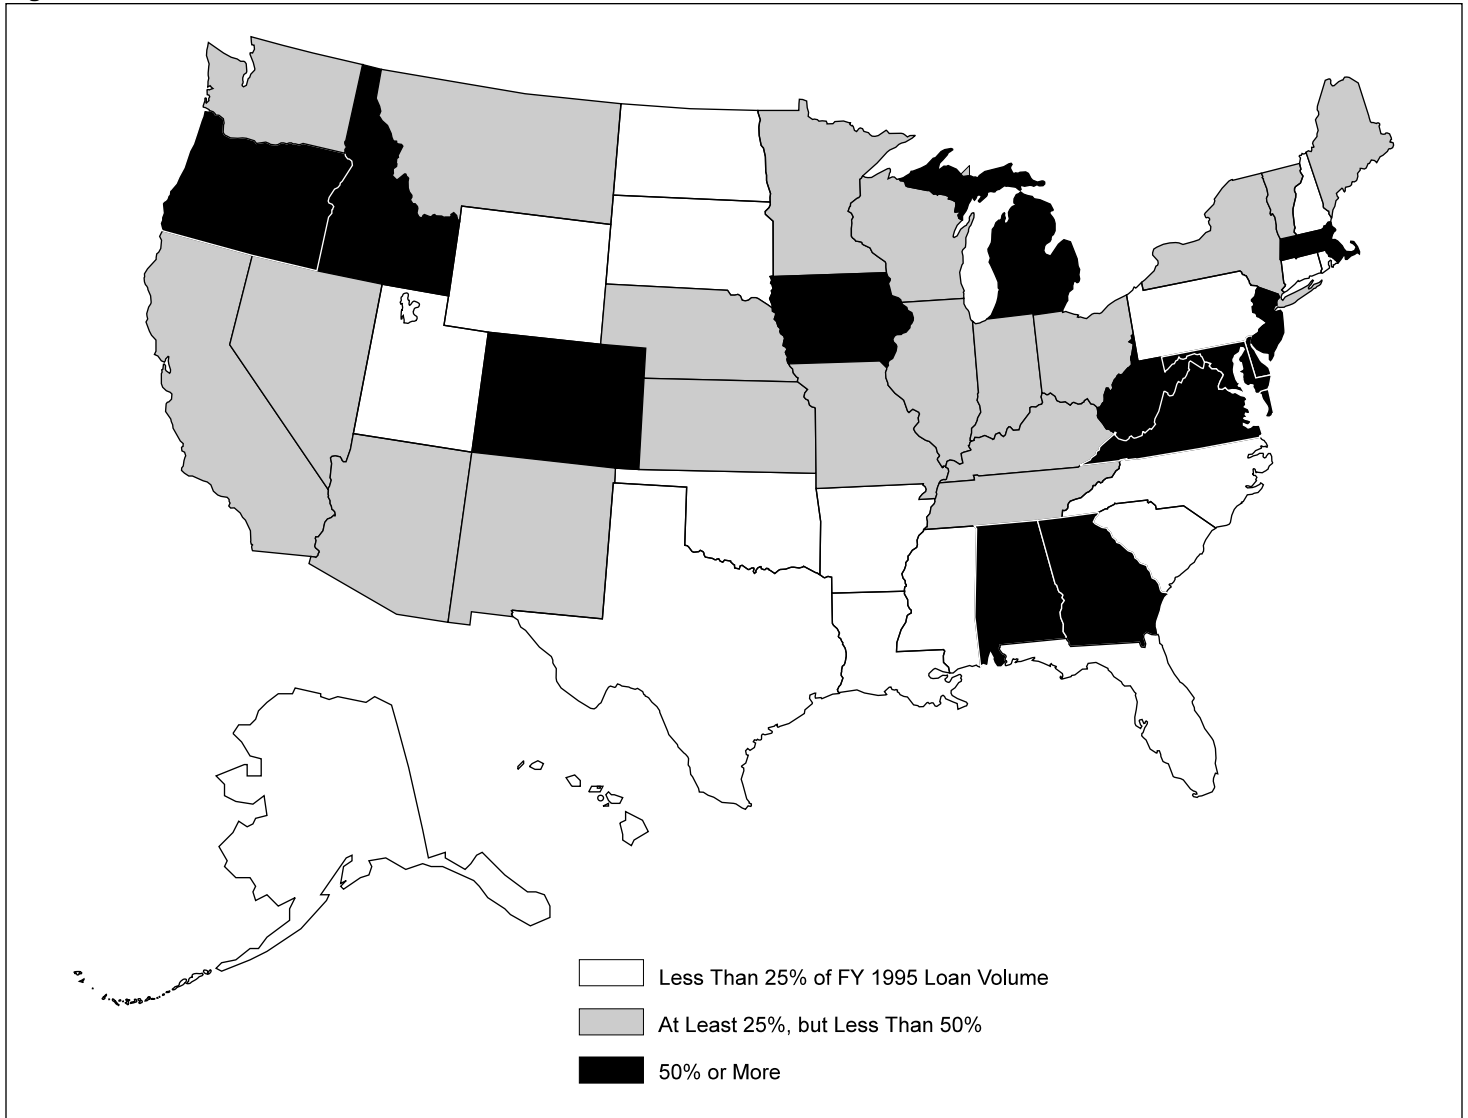 Less Than 25% of FY 1995 Loan Volume
At Least 25%, but Less Than 50%
50% or More